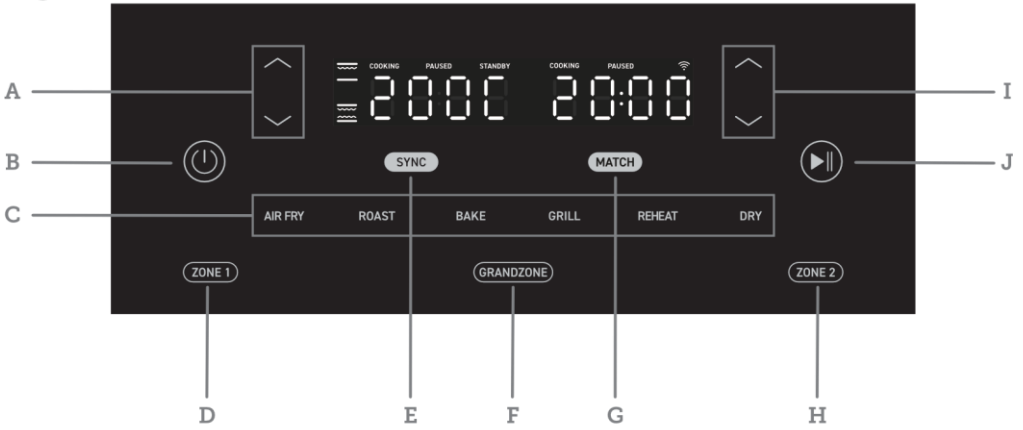 COOKING PAUSED STANDBY COOKING PAUSED
A 200C 20:00 I
B SYNC MATCH J
C AIR FRY ROAST BAKE GRILL REHEAT DRY
ZONE 1 GRANDZONE ZONE 2
D E F G H